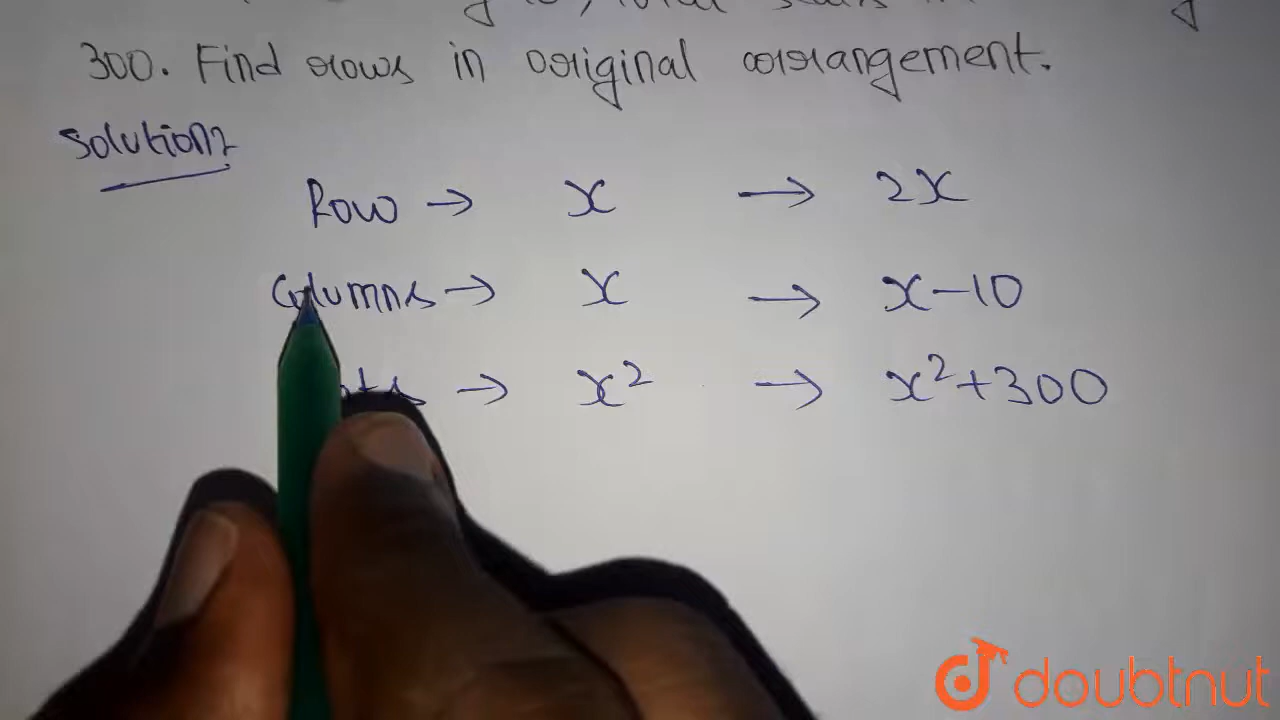 300. Find rows in original arrangement.
Solution:
Row → x → 2x
Columns → x → x-10
→ x² → x²+300
doubtnut